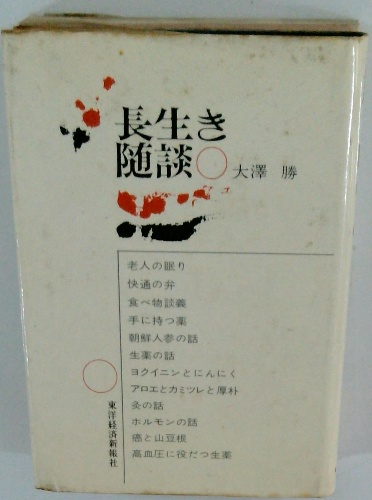 長生き
随談
大澤 勝
老人の眠り
快通の弁
食べ物談義
手に持つ薬
朝鮮人参の話
生薬の話
ヨクイニンとにんにく
アロエとカミツレと厚朴
灸の話
ホルモンの話
癌と山豆根
高血圧に役だつ生薬
東洋経済新報社